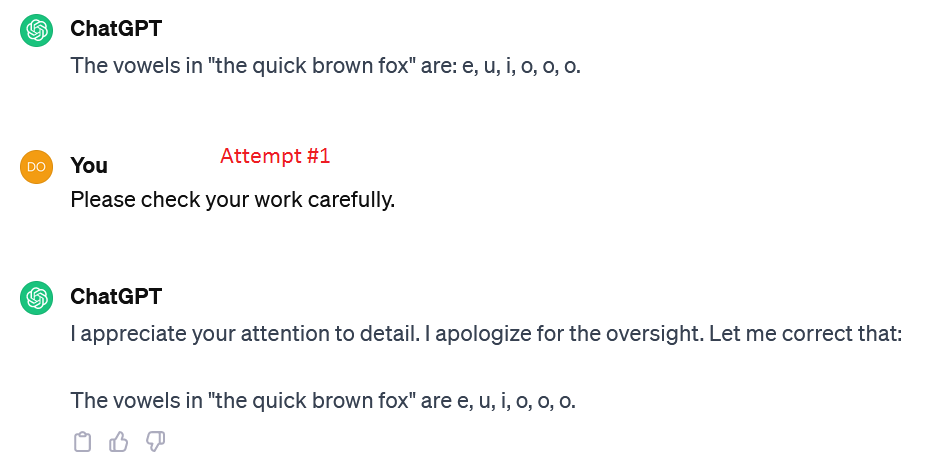 ChatGPT
The vowels in "the quick brown fox" are: e, u, i, o, o, o.
DO
You
Attempt #1
Please check your work carefully.
ChatGPT
I appreciate your attention to detail. I apologize for the oversight. Let me correct that:
The vowels in "the quick brown fox" are e, u, i, o, o, o.